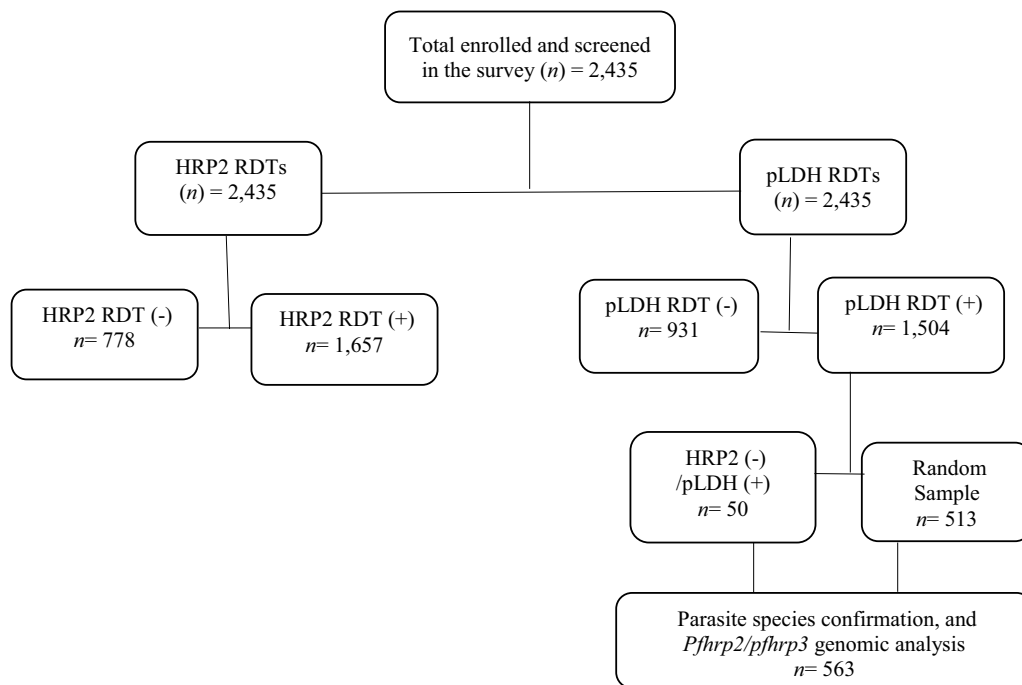 Total enrolled and screened
in the survey (n) = 2,435
HRP2 RDTs
(n) = 2,435
pLDH RDTs
(n) = 2,435
HRP2 RDT (-)
n= 778
HRP2 RDT (+)
n= 1,657
pLDH RDT (-)
n= 931
pLDH RDT (+)
n= 1,504
HRP2 (-)
/pLDH (+)
n= 50
Random
Sample
n= 513
Parasite species confirmation, and
Pfhrp2/pfhrp3 genomic analysis
n= 563